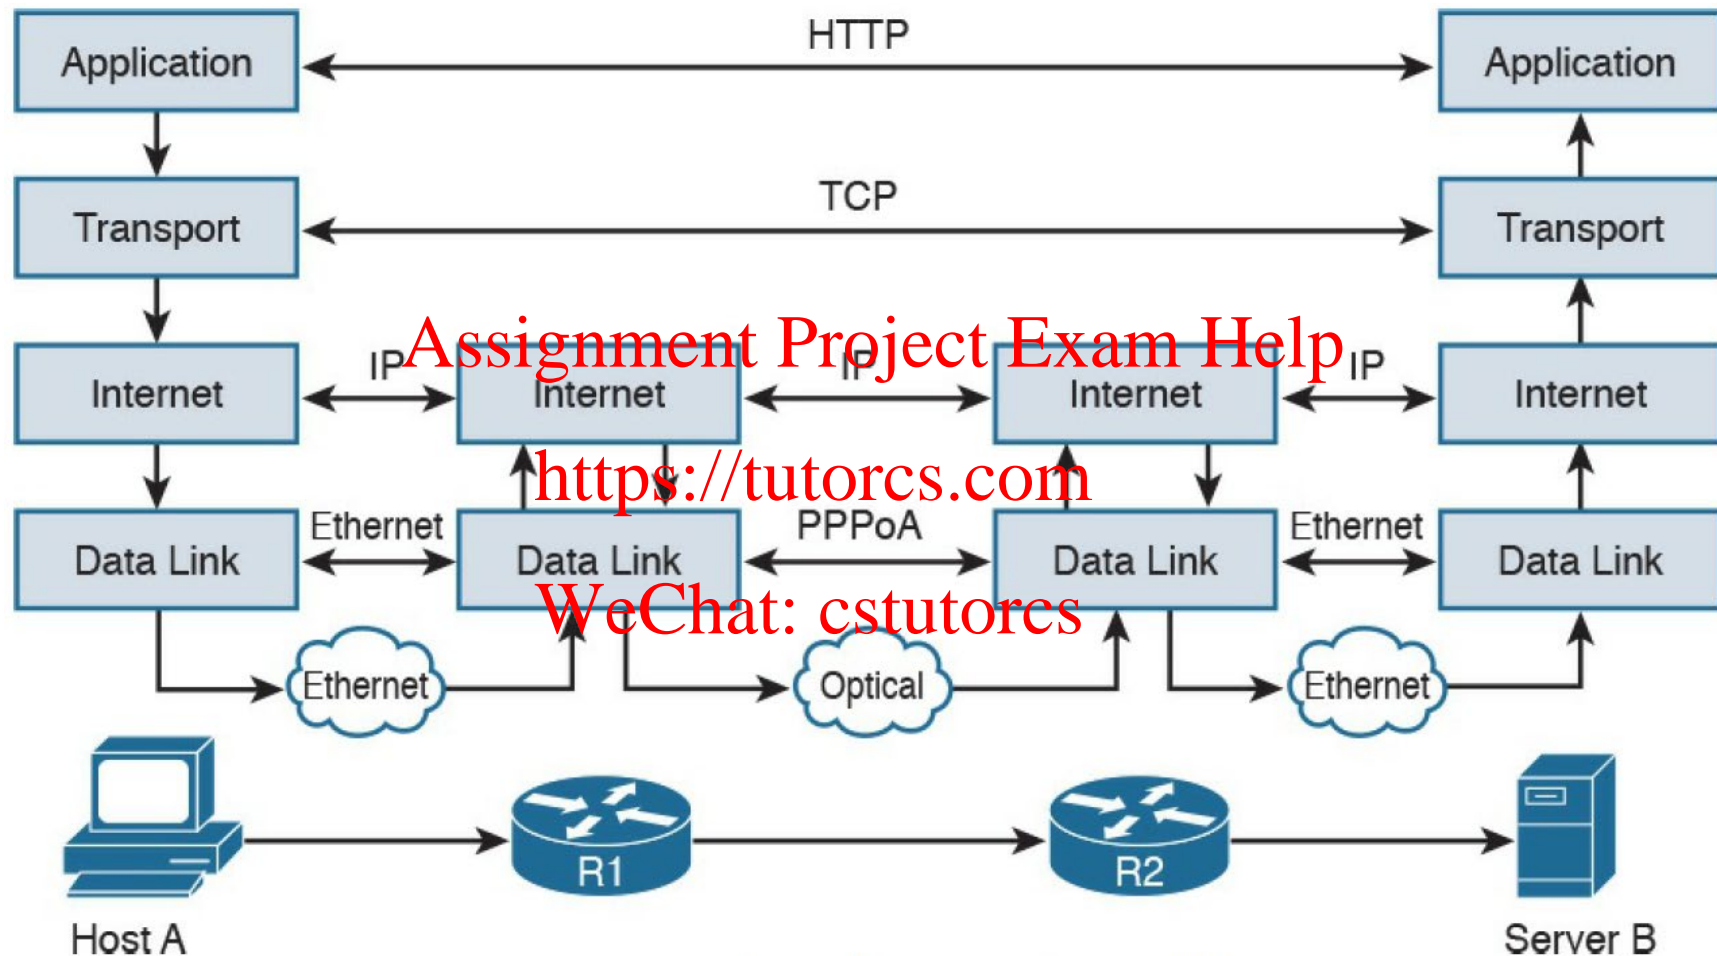 HTTP
Application
Application
TCP
Transport
Transport
Assignment Project Exam Help
IP
IP
IP
Internet
Internet
Internet
Internet
https://tutorcs.com
Ethernet
PPPoA
Ethernet
Data Link
Data Link
Data Link
Data Link
WeChat: cstutorcs
Ethernet
Optical
Ethernet
R1
R2
Host A
Server B